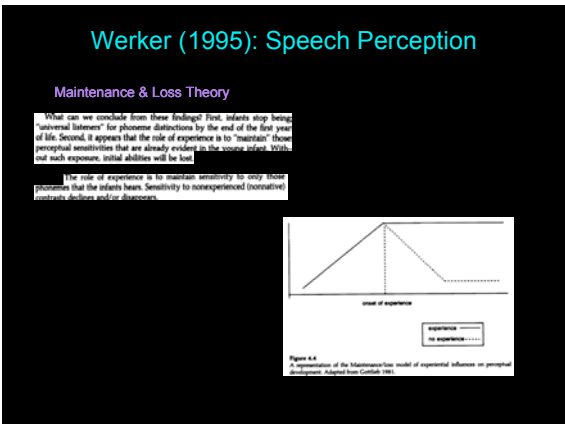 Werker (1995): Speech Perception
Maintenance & Loss Theory
What can we conclude from these findings? First, infants stop being
"universal listeners" for phoneme distinctions by the end of the first year
of life. Second, it appears that the role of experience is to "maintain" those
perceptual sensitivities that are already evident in the young infant. With-
out such exposure, initial abilities will be lost.
The role of experience is to maintain sensitivity to only those
phonemes that the infants hears. Sensitivity to nonexperienced (nonnative)
contrasts declines and/or disappears.
onset of experience
experience
no experience
Figure 4.4
A representation of the Maintenance/loss model of experiential influences on perceptual
development. Adapted from Gottlieb 1981.